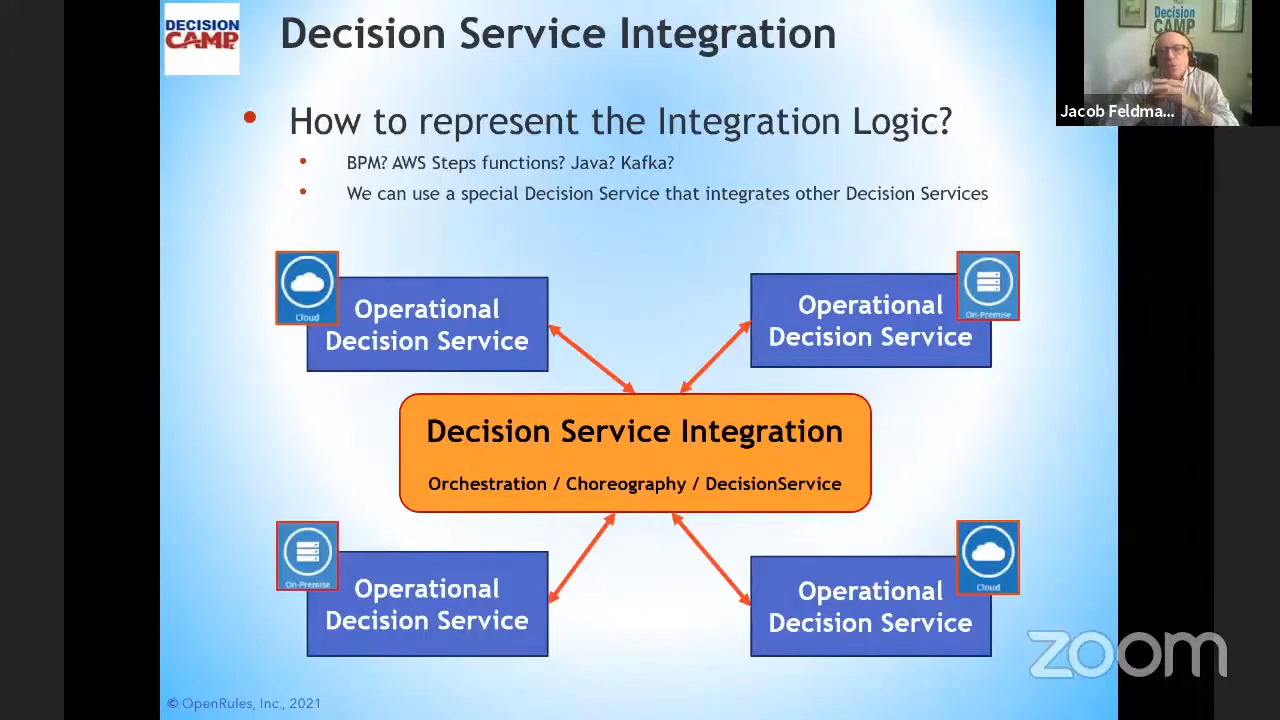 DECISION
CAMP
Decision Service Integration
Decision
CAMP
Jacob Feldma...
• How to represent the Integration Logic?
• BPM? AWS Steps functions? Java? Kafka?
• We can use a special Decision Service that integrates other Decision Services
Cloud
Operational
Decision Service
Operational
Decision Service
On-Premise
Decision Service Integration
Orchestration / Choreography / DecisionService
On-Premise
Operational
Decision Service
Operational
Decision Service
Cloud
zoom
© OpenRules, Inc., 2021